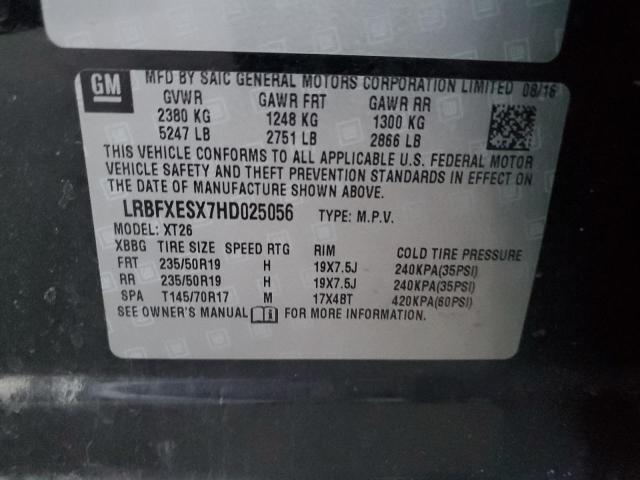 GM
MFD BY SAIC GENERAL MOTORS CORPORATION LIMITED 08/16
GVWR GAWR FRT GAWR RR
2380 KG 1248 KG 1300 KG
5247 LB 2751 LB 2866 LB
THIS VEHICLE CONFORMS TO ALL APPLICABLE U.S. FEDERAL MOTOR
VEHICLE SAFETY AND THEFT PREVENTION STANDARDS IN EFFECT ON
THE DATE OF MANUFACTURE SHOWN ABOVE.
LRBFXESX7HD025056 TYPE: M.P.V.
MODEL: XT26
XBBG TIRE SIZE SPEED RTG RIM COLD TIRE PRESSURE
FRT 235/50R19 H 19X7.5J 240KPA(35PSI)
RR 235/50R19 H 19X7.5J 240KPA(35PSI)
SPA T145/70R17 M 17X4BT 420KPA(60PSI)
SEE OWNER'S MANUAL FOR MORE INFORMATION.